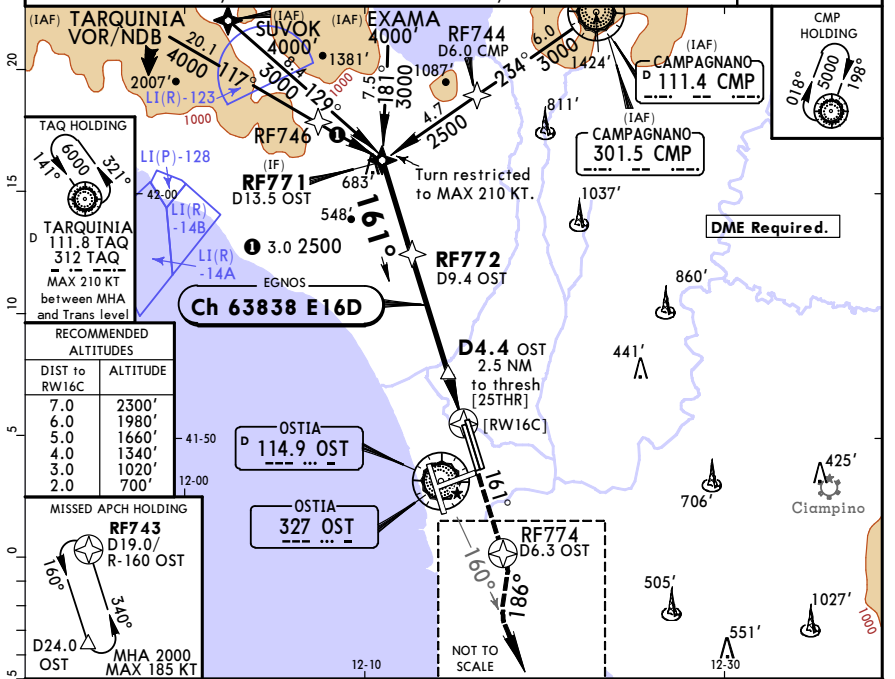 (IAF)
TARQUINIA
VOR/NDB
(IAF)
SUVOK
4000'
(IAF)
EXAMA
4000'
RF744
D6.0 CMP
CMP
HOLDING
018°
5000
198°
20
20.1
4000
117°
8.4
3000
129°
1381'
1000
7.5
181°
3000
1087'
234°
6.0
3000
1424'
(IAF)
CAMPAGNANO
D 111.4 CMP
(IAF)
CAMPAGNANO
301.5 CMP
2007'
LI(R)-123
1000
RF746
❶
4.7
2500
811'
TAQ HOLDING
141°
6000
321°
TARQUINIA
D 111.8 TAQ
312 TAQ
MAX 210 KT
between MHA
and Trans level
LI(P)-128
15
42-00
LI(R)
-14B
LI(R)
-14A
(IF)
RF771
D13.5 OST
683'
548'
Turn restricted
to MAX 210 KT.
1037'
DME Required.
161°
❶ 3.0 2500
RF772
D9.4 OST
EGNOS
Ch 63838 E16D
860'
10
RECOMMENDED
ALTITUDES
DIST to
RW16C
ALTITUDE
7.0 2300'
6.0 1980'
5.0 1660'
4.0 1340'
3.0 1020'
2.0 700'
D4.4 OST
2.5 NM
to thresh
[25THR]
[RW16C]
441'
5
41-50
12-00
OSTIA
D 114.9 OST
OSTIA
327 OST
161°
706'
425'
Ciampino
MISSED APCH HOLDING
RF743
D19.0/
R-160 OST
160°
340°
D24.0
OST
MHA 2000
MAX 185 KT
0
5
RF774
D6.3 OST
160°
186°
NOT TO
SCALE
505'
551'
1027'
1000
12-10
12-30